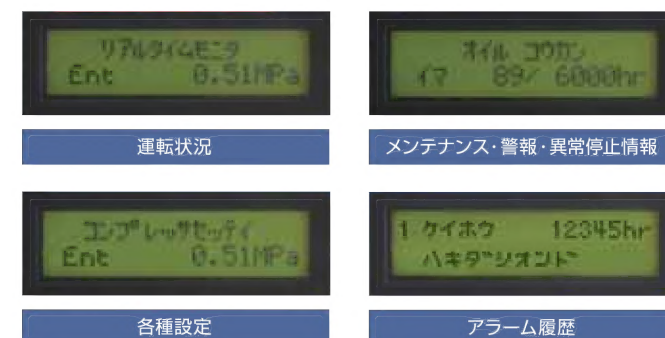 リアルタイムモニタ
Ent 0.51MPa
運転状況
オイル コウカン
イマ 89/ 6000hr
メンテナンス・警報・異常停止情報
コンプレッサセッテイ
Ent 0.51MPa
各種設定
1 ケイホウ 12345hr
ハキダシオンド
アラーム履歴